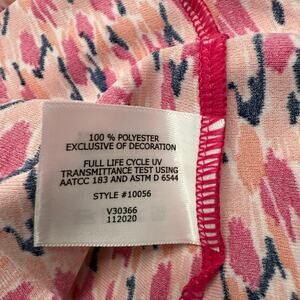 100 % POLYESTER
EXCLUSIVE OF DECORATION
FULL LIFE CYCLE UV
TRANSMITTANCE TEST USING
AATCC 183 AND ASTM D 6544
STYLE #10056
V30366
112020